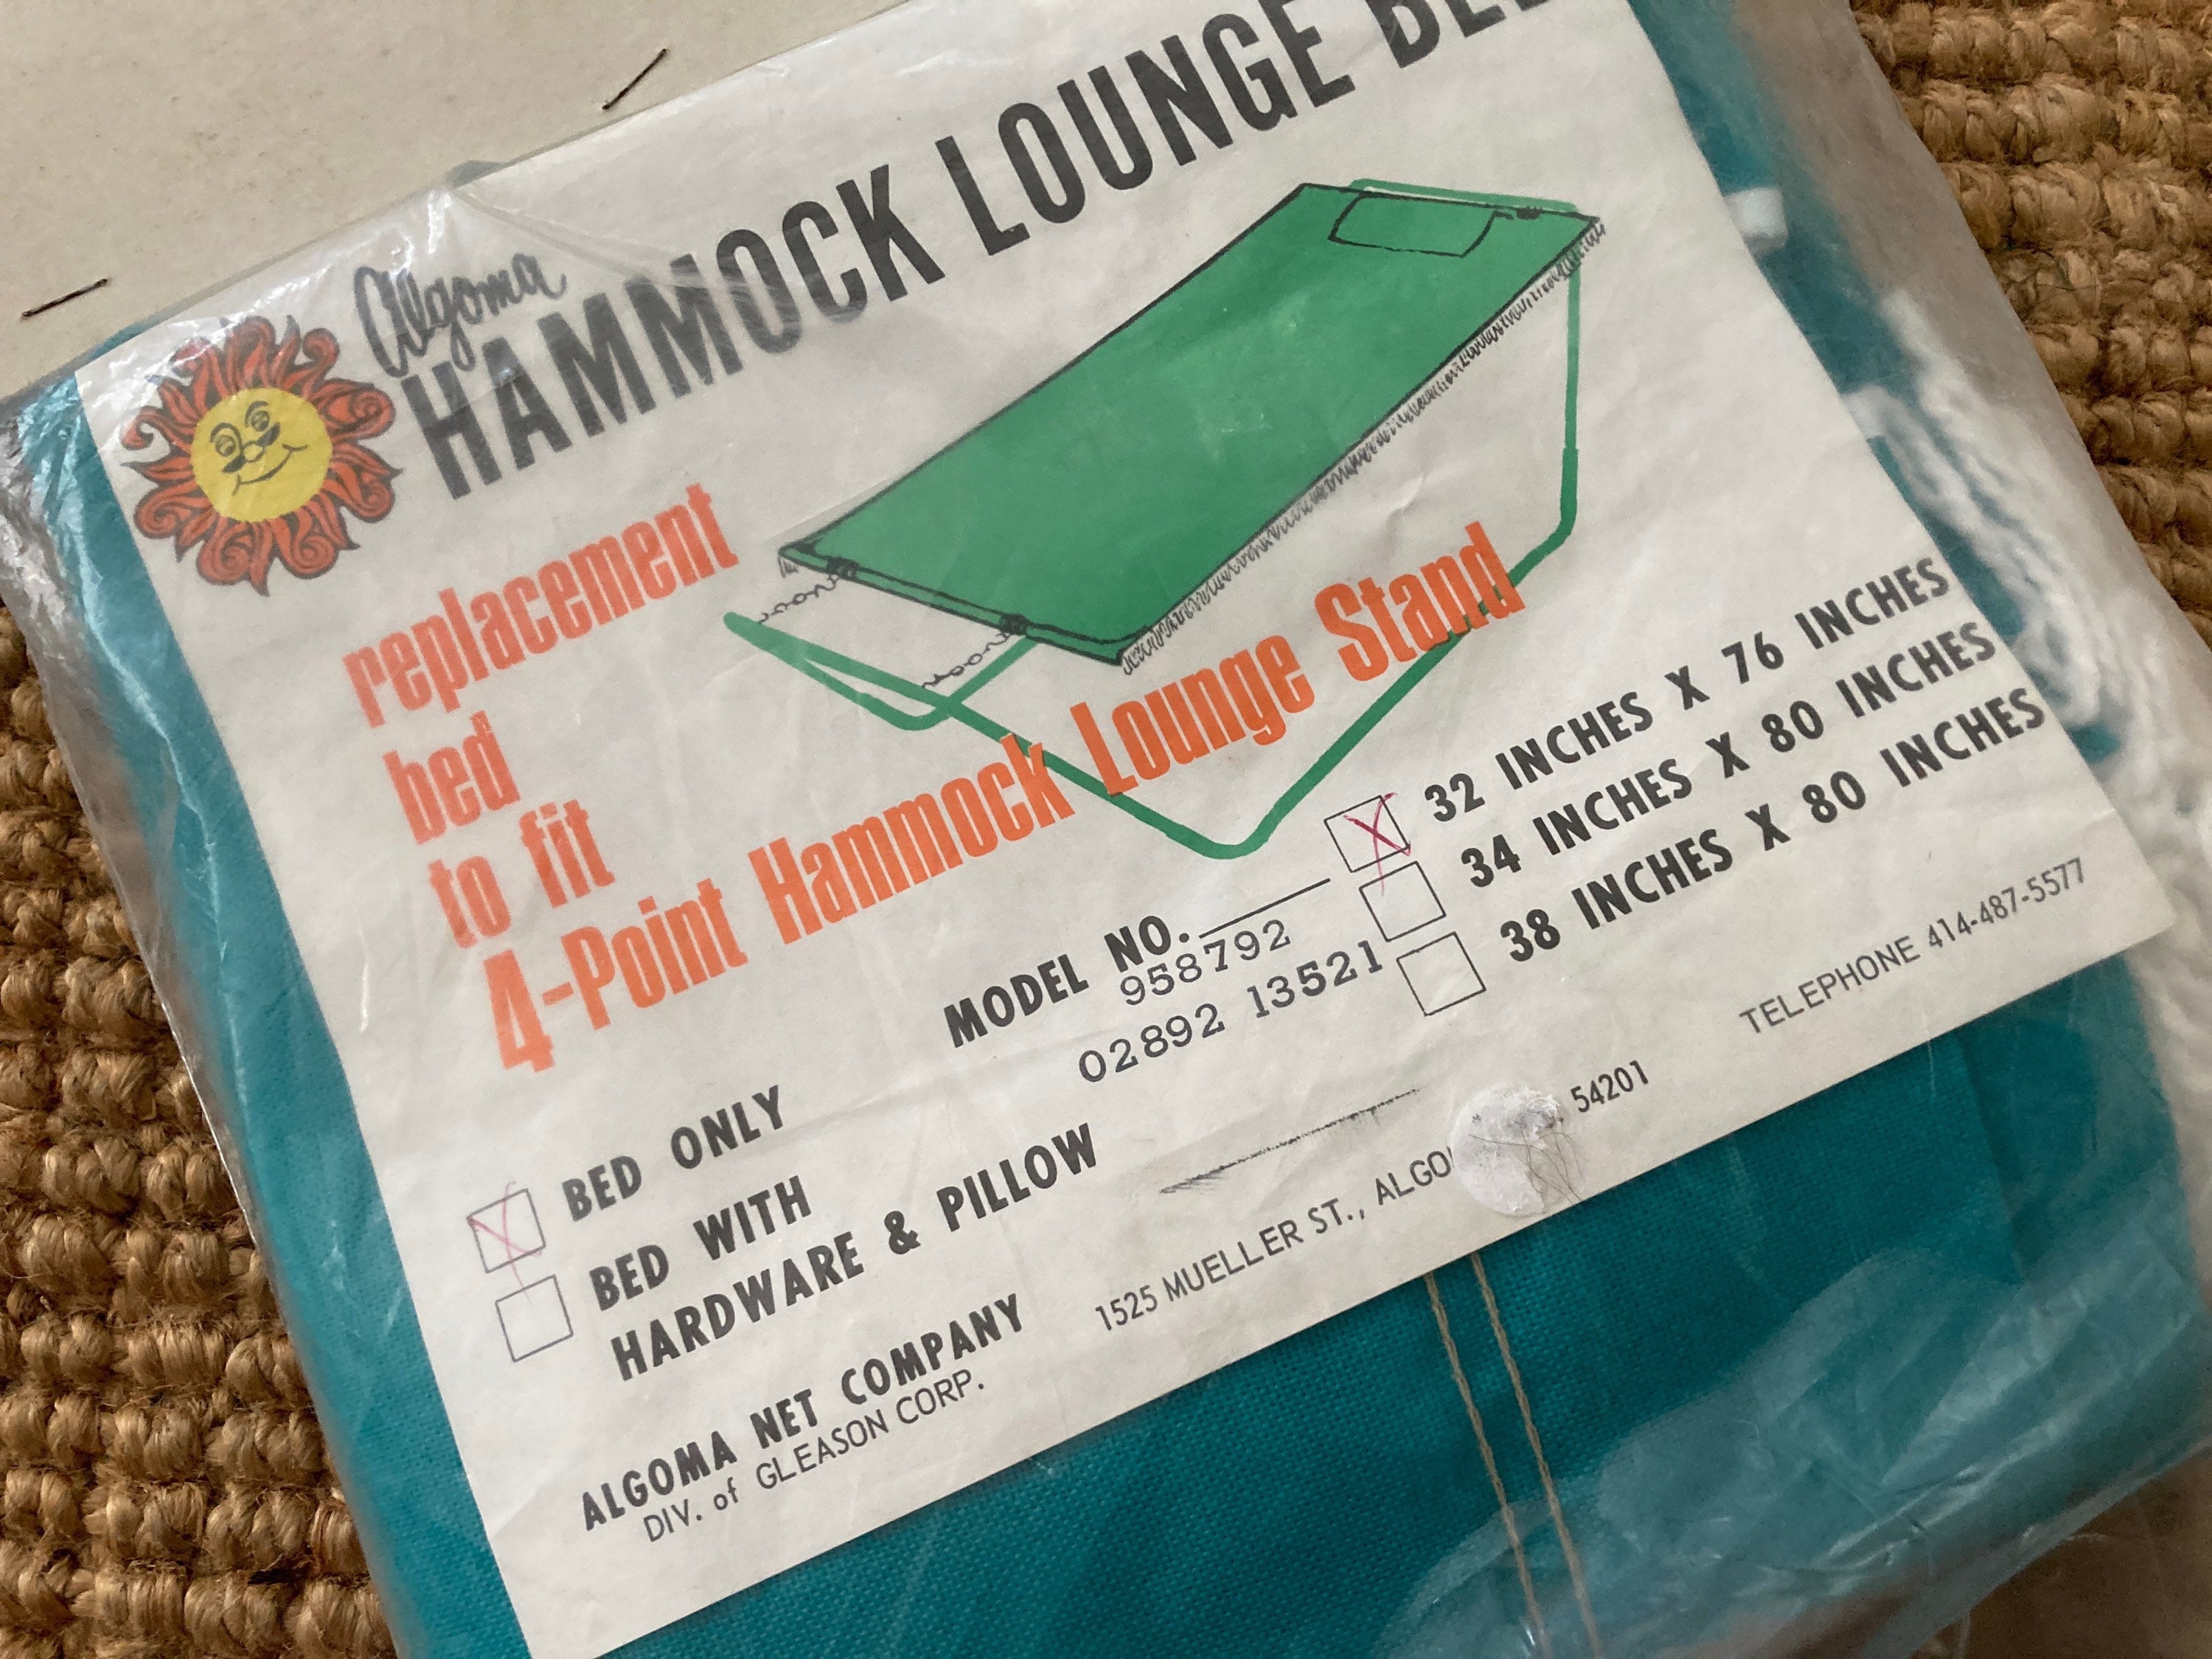 Algoma
HAMMOCK LOUNGE
replacement
bed
to fit
4-Point Hammock Lounge Stand
32 INCHES X 76 INCHES
34 INCHES X 80 INCHES
38 INCHES X 80 INCHES
MODEL NO.
958792
02892 13521
BED ONLY
BED WITH
HARDWARE & PILLOW
TELEPHONE 414-487-5577
ALGOMA NET COMPANY
DIV. of GLEASON CORP.
1525 MUELLER ST., ALGO 54201